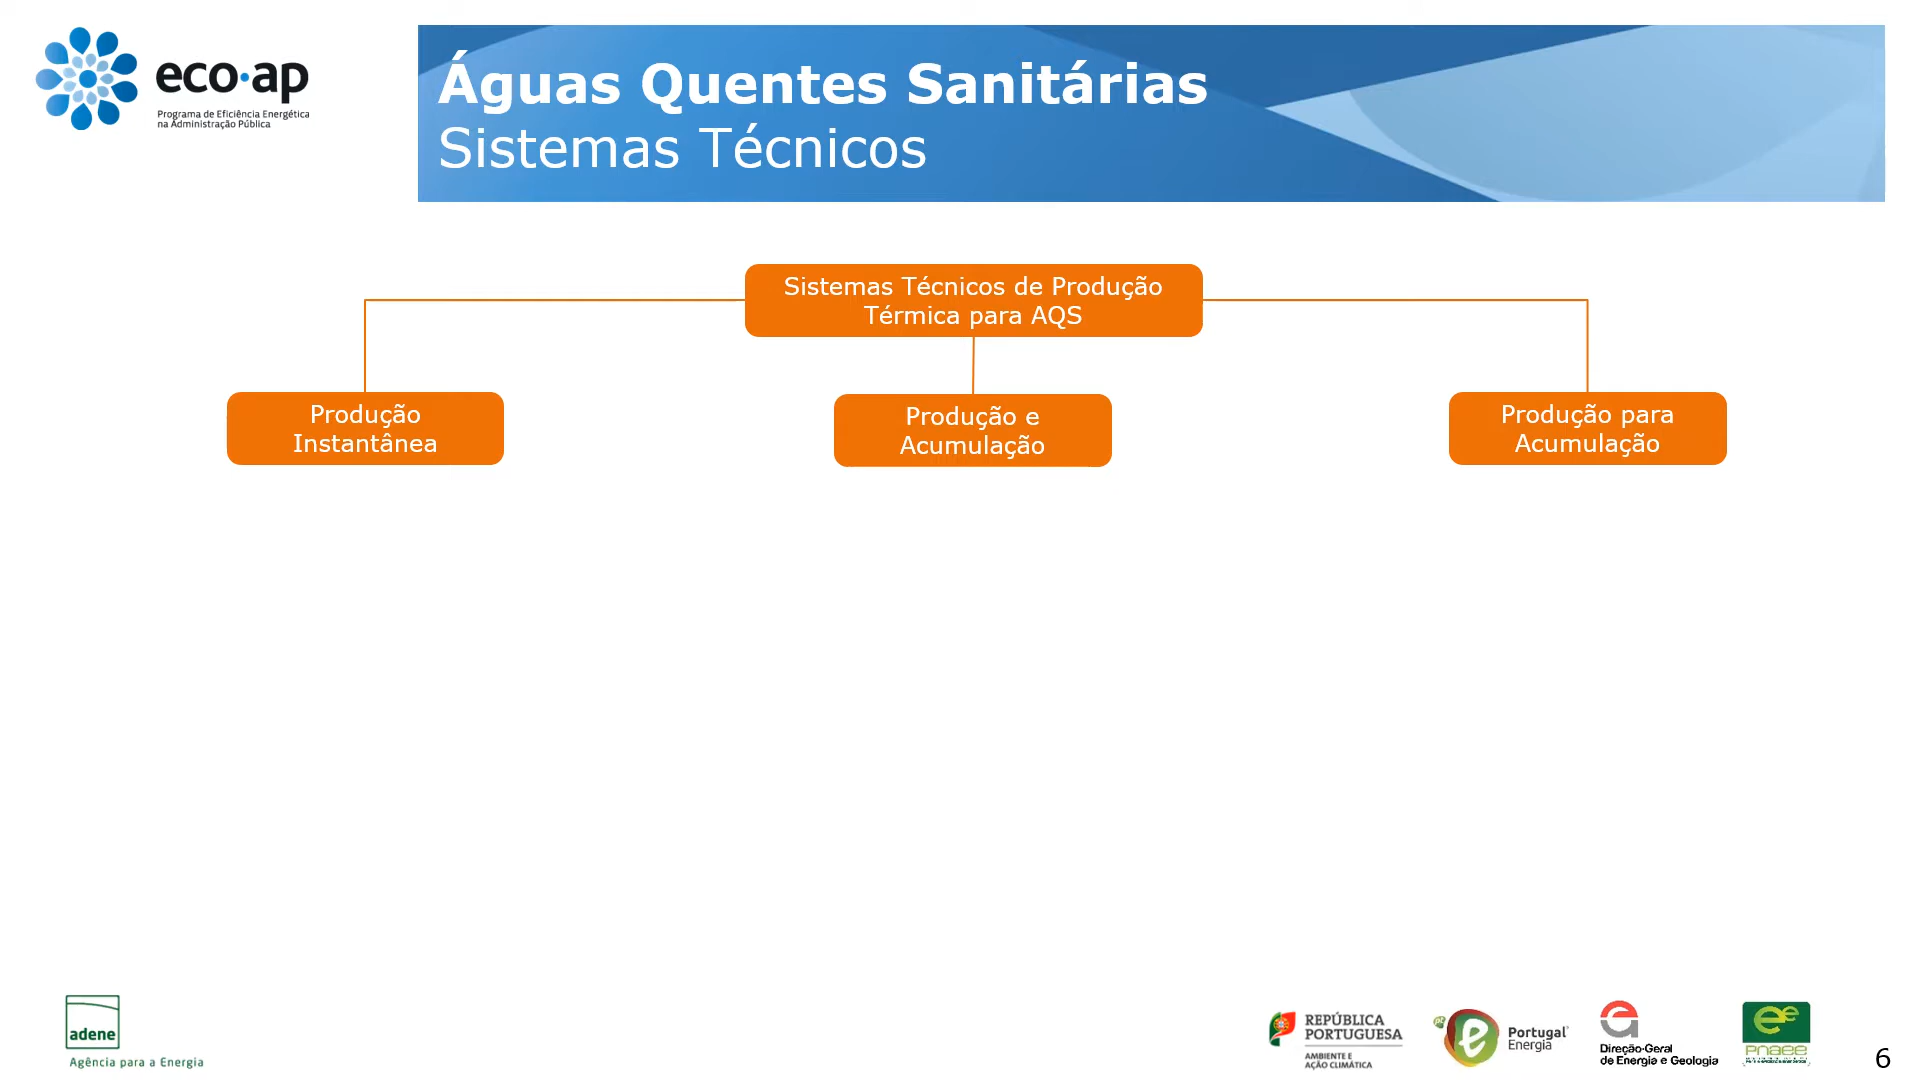 eco·ap
Programa de Eficiência Energética
na Administração Pública
Águas Quentes Sanitárias
Sistemas Técnicos
Sistemas Técnicos de Produção
Térmica para AQS
Produção
Instantânea
Produção e
Acumulação
Produção para
Acumulação
adene
Agência para a Energia
REPÚBLICA
PORTUGUESA
AMBIENTE E
AÇÃO CLIMÁTICA
Portugal
Energia
Direção-Geral
de Energia e Geologia
pnaee
6